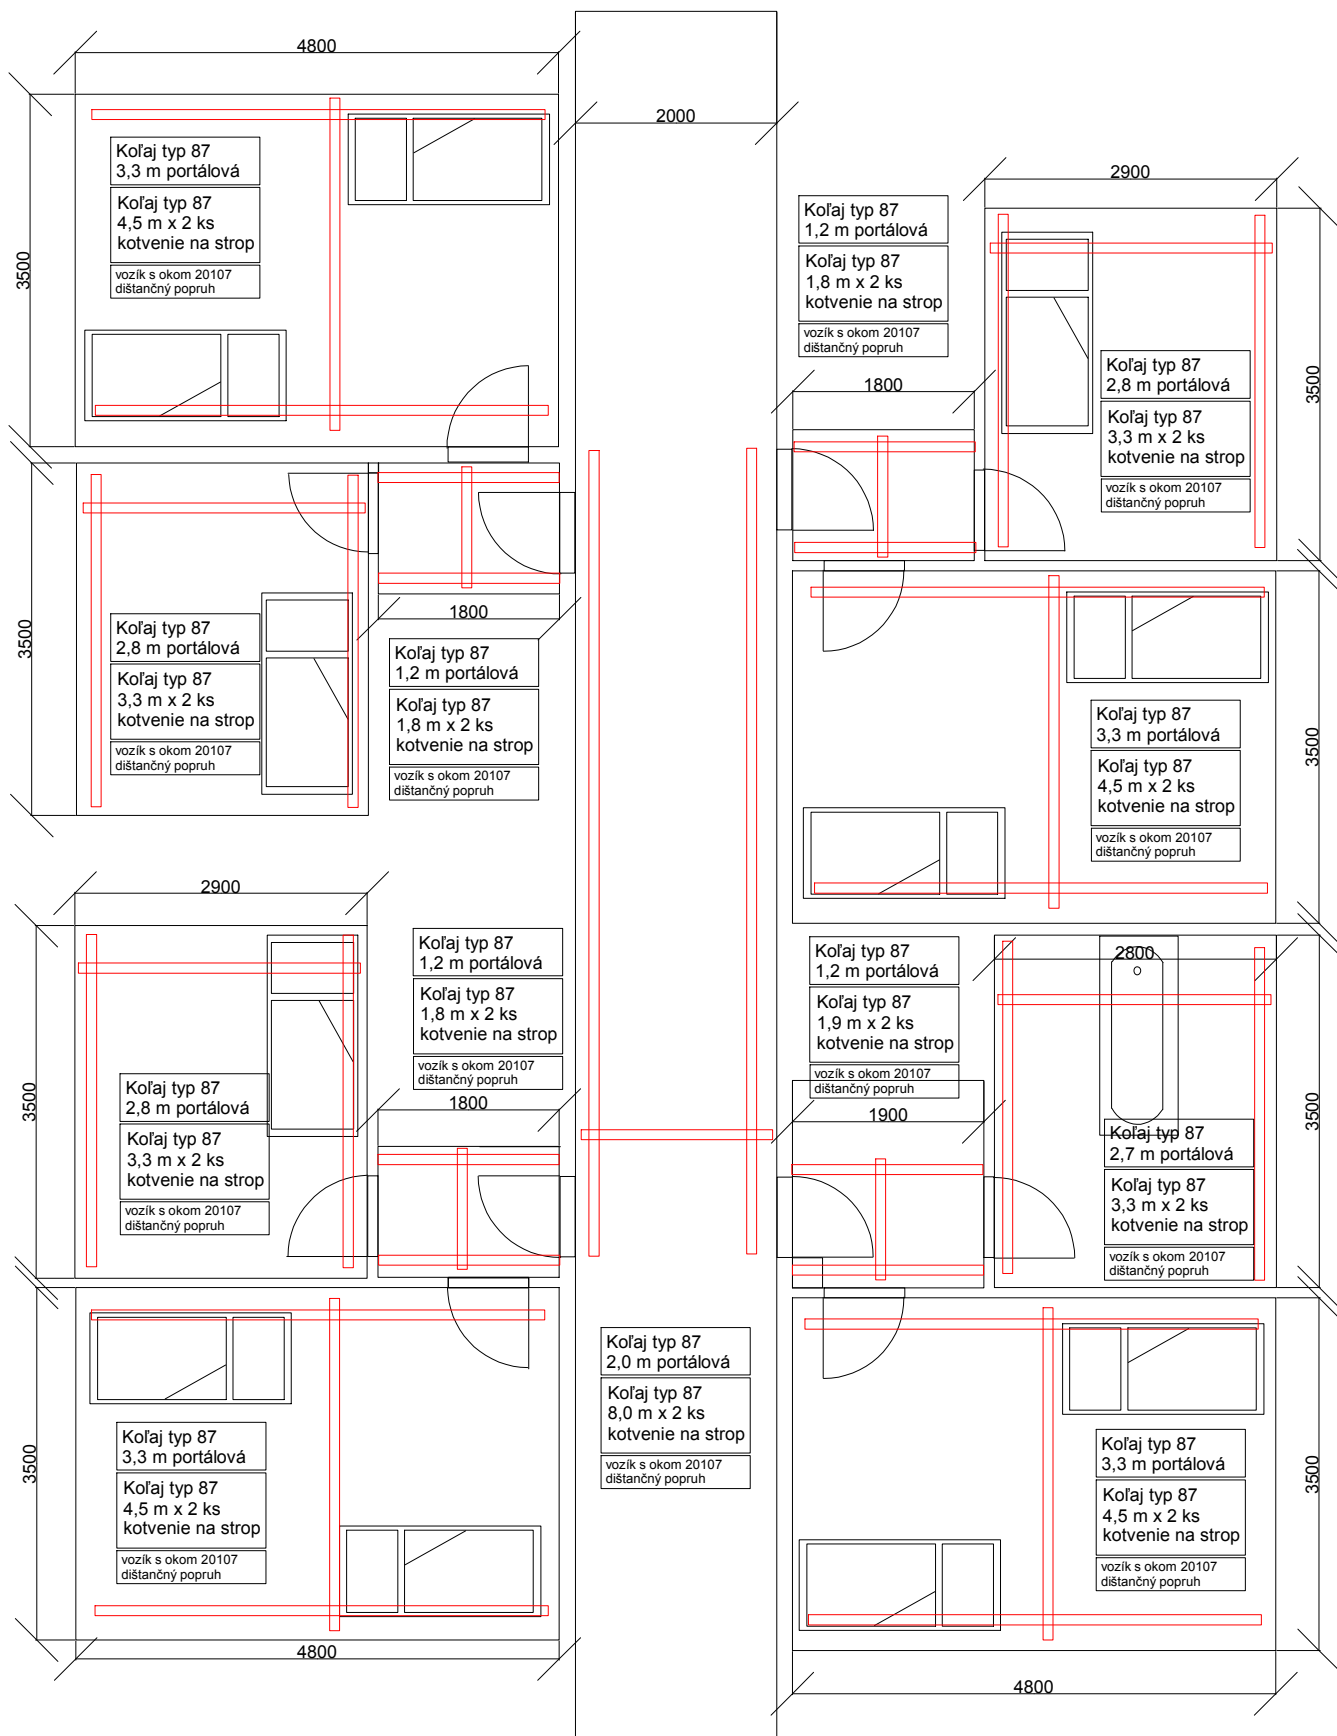 4800
3500
Koľaj typ 87
3,3 m portálová
Koľaj typ 87
4,5 m x 2 ks
kotvenie na strop
vozík s okom 20107
dištančný popruh
2000
Koľaj typ 87
1,2 m portálová
Koľaj typ 87
1,8 m x 2 ks
kotvenie na strop
vozík s okom 20107
dištančný popruh
1800
2900
3500
Koľaj typ 87
2,8 m portálová
Koľaj typ 87
3,3 m x 2 ks
kotvenie na strop
vozík s okom 20107
dištančný popruh
3500
Koľaj typ 87
2,8 m portálová
Koľaj typ 87
3,3 m x 2 ks
kotvenie na strop
vozík s okom 20107
dištančný popruh
1800
Koľaj typ 87
1,2 m portálová
Koľaj typ 87
1,8 m x 2 ks
kotvenie na strop
vozík s okom 20107
dištančný popruh
Koľaj typ 87
3,3 m portálová
Koľaj typ 87
4,5 m x 2 ks
kotvenie na strop
vozík s okom 20107
dištančný popruh
3500
2900
3500
Koľaj typ 87
2,8 m portálová
Koľaj typ 87
3,3 m x 2 ks
kotvenie na strop
vozík s okom 20107
dištančný popruh
Koľaj typ 87
1,2 m portálová
Koľaj typ 87
1,8 m x 2 ks
kotvenie na strop
vozík s okom 20107
dištančný popruh
1800
Koľaj typ 87
1,2 m portálová
Koľaj typ 87
1,9 m x 2 ks
kotvenie na strop
vozík s okom 20107
dištančný popruh
1900
2800
3500
Koľaj typ 87
2,7 m portálová
Koľaj typ 87
3,3 m x 2 ks
kotvenie na strop
vozík s okom 20107
dištančný popruh
3500
Koľaj typ 87
3,3 m portálová
Koľaj typ 87
4,5 m x 2 ks
kotvenie na strop
vozík s okom 20107
dištančný popruh
4800
Koľaj typ 87
2,0 m portálová
Koľaj typ 87
8,0 m x 2 ks
kotvenie na strop
vozík s okom 20107
dištančný popruh
Koľaj typ 87
3,3 m portálová
Koľaj typ 87
4,5 m x 2 ks
kotvenie na strop
vozík s okom 20107
dištančný popruh
3500
4800